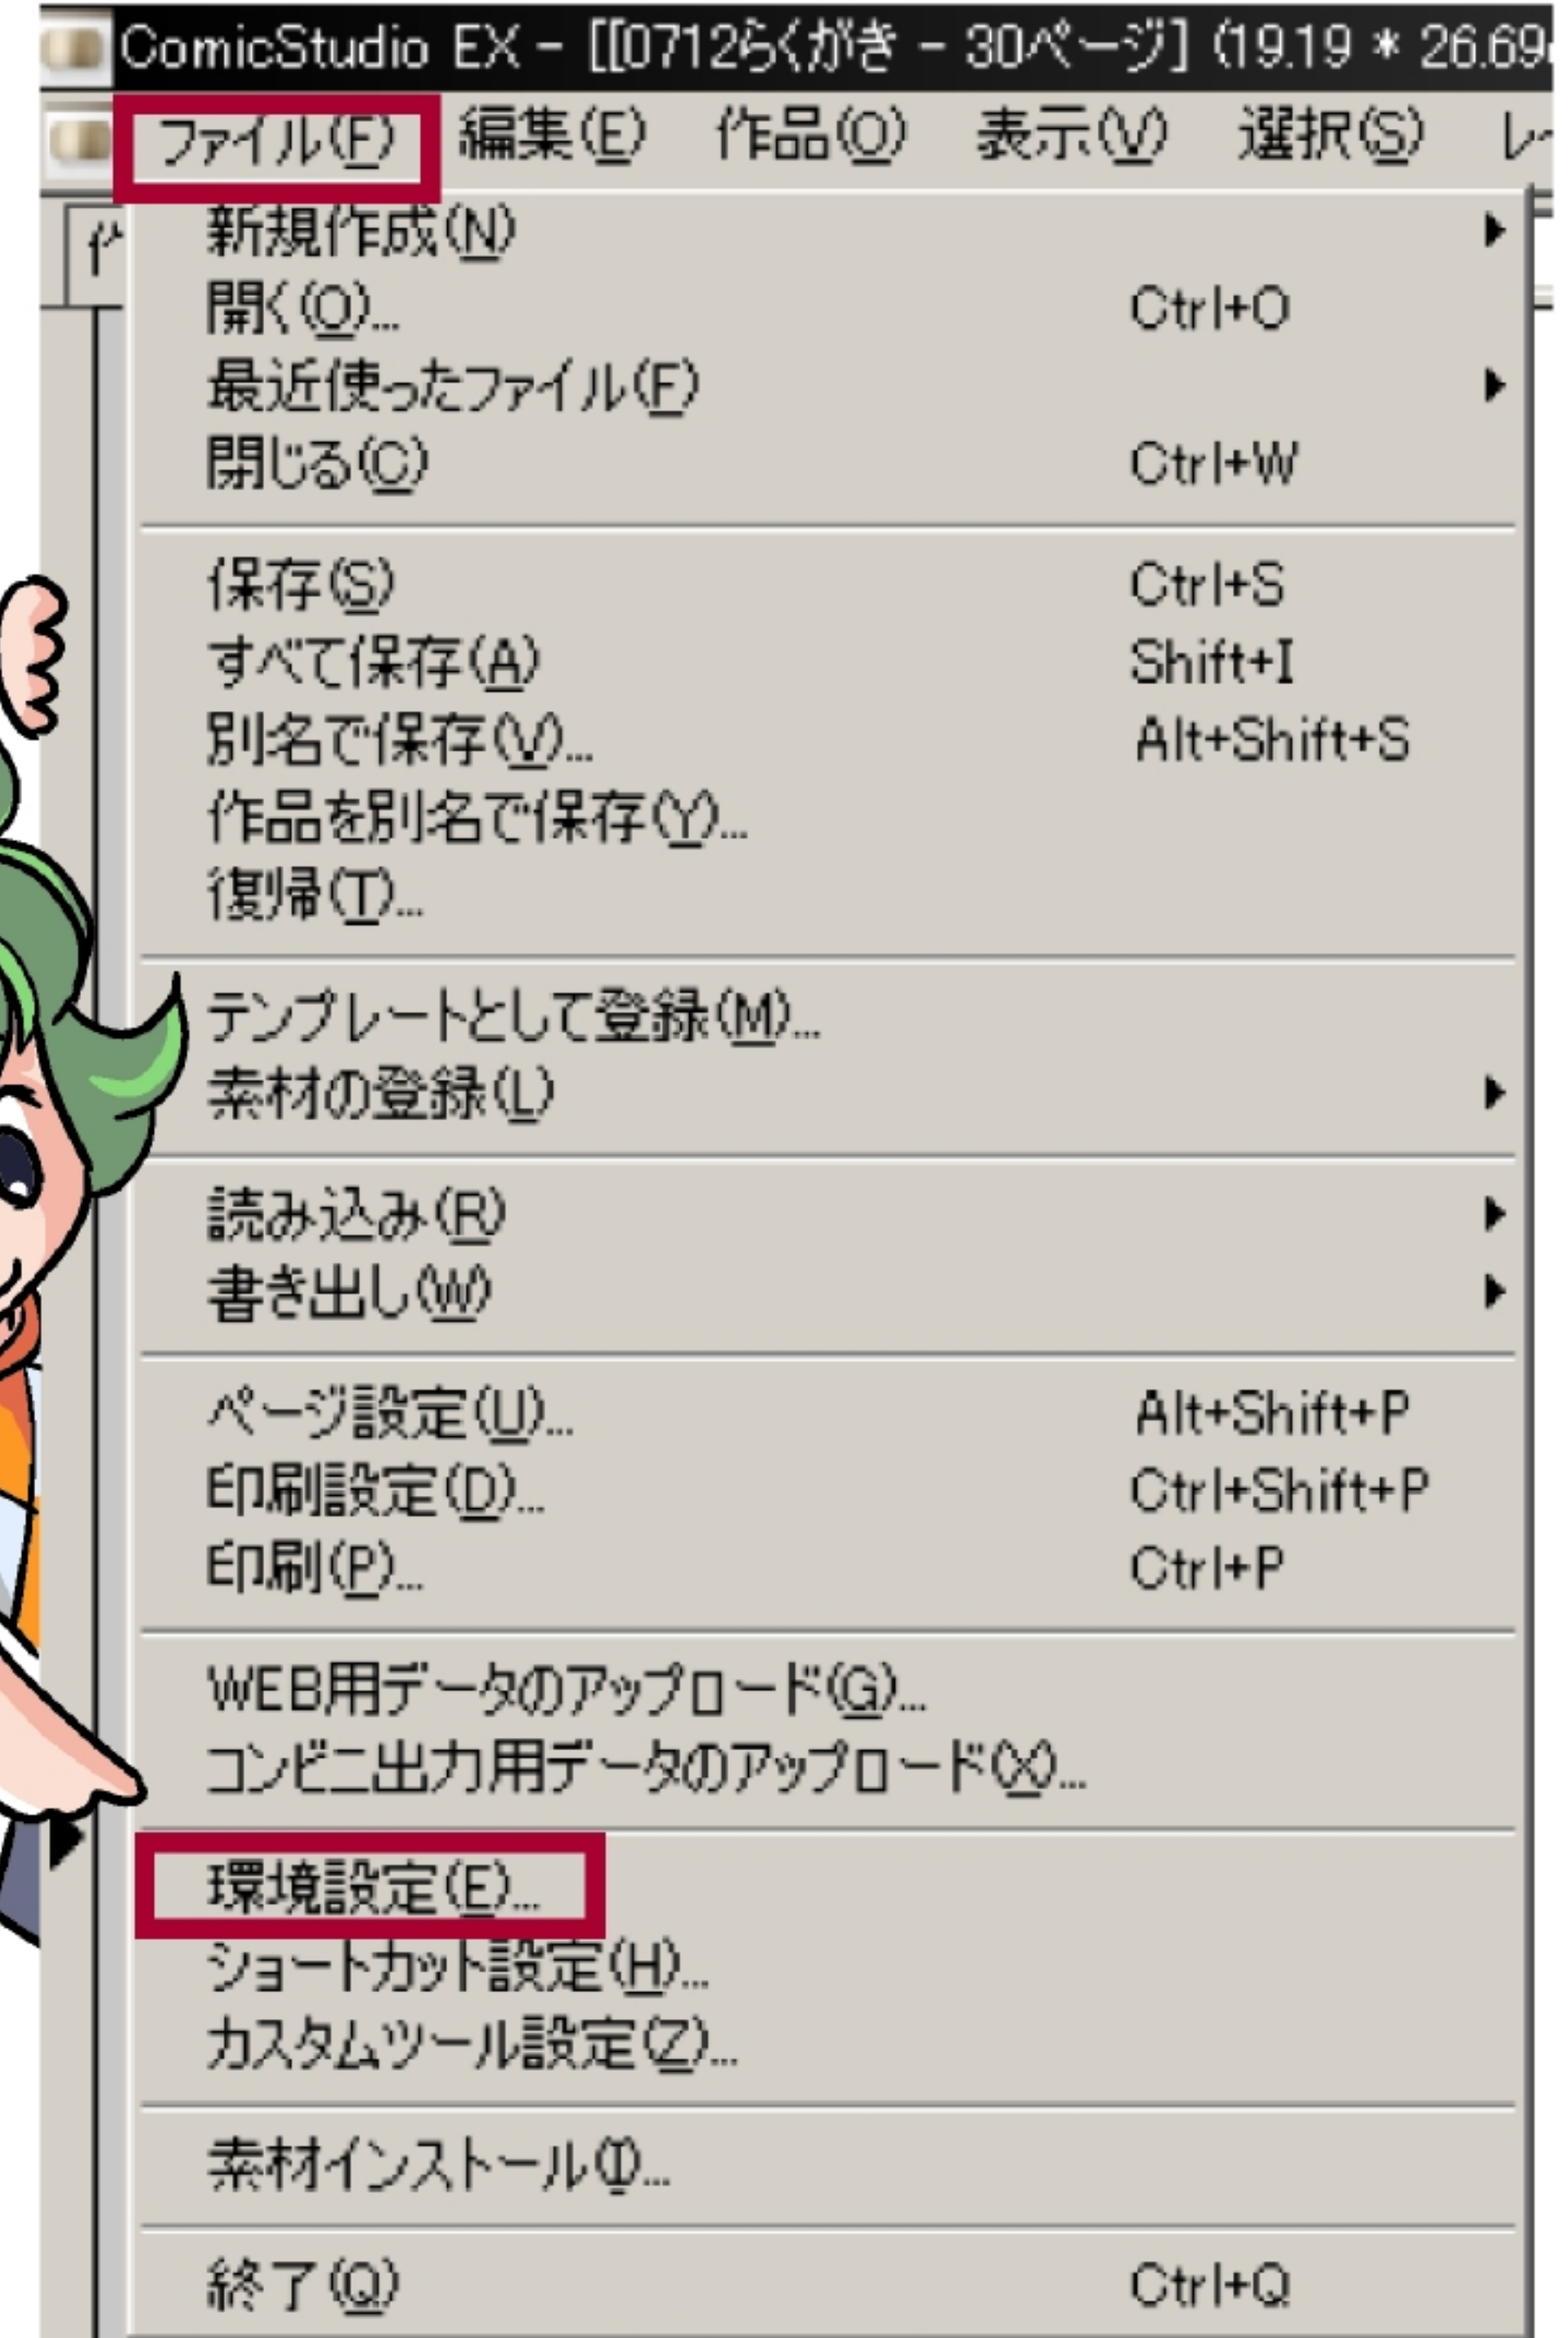 ComicStudio EX - [[0712らくがき - 30ページ] (19.19 * 26.69
ファイル(F) 編集(E) 作品(O) 表示(V) 選択(S) レ
新規作成(N)
開く(O)... Ctrl+O
最近使ったファイル(F)
閉じる(C) Ctrl+W
保存(S) Ctrl+S
すべて保存(A) Shift+I
別名で保存(V)... Alt+Shift+S
作品を別名で保存(Y)...
復帰(T)...
テンプレートとして登録(M)...
素材の登録(L)
読み込み(R)
書き出し(W)
ページ設定(U)... Alt+Shift+P
印刷設定(D)... Ctrl+Shift+P
印刷(P)... Ctrl+P
WEB用データのアップロード(G)...
コンビニ出力用データのアップロード(X)...
環境設定(E)...
ショートカット設定(H)...
カスタムツール設定(Z)...
素材インストール(I)...
終了(Q) Ctrl+Q